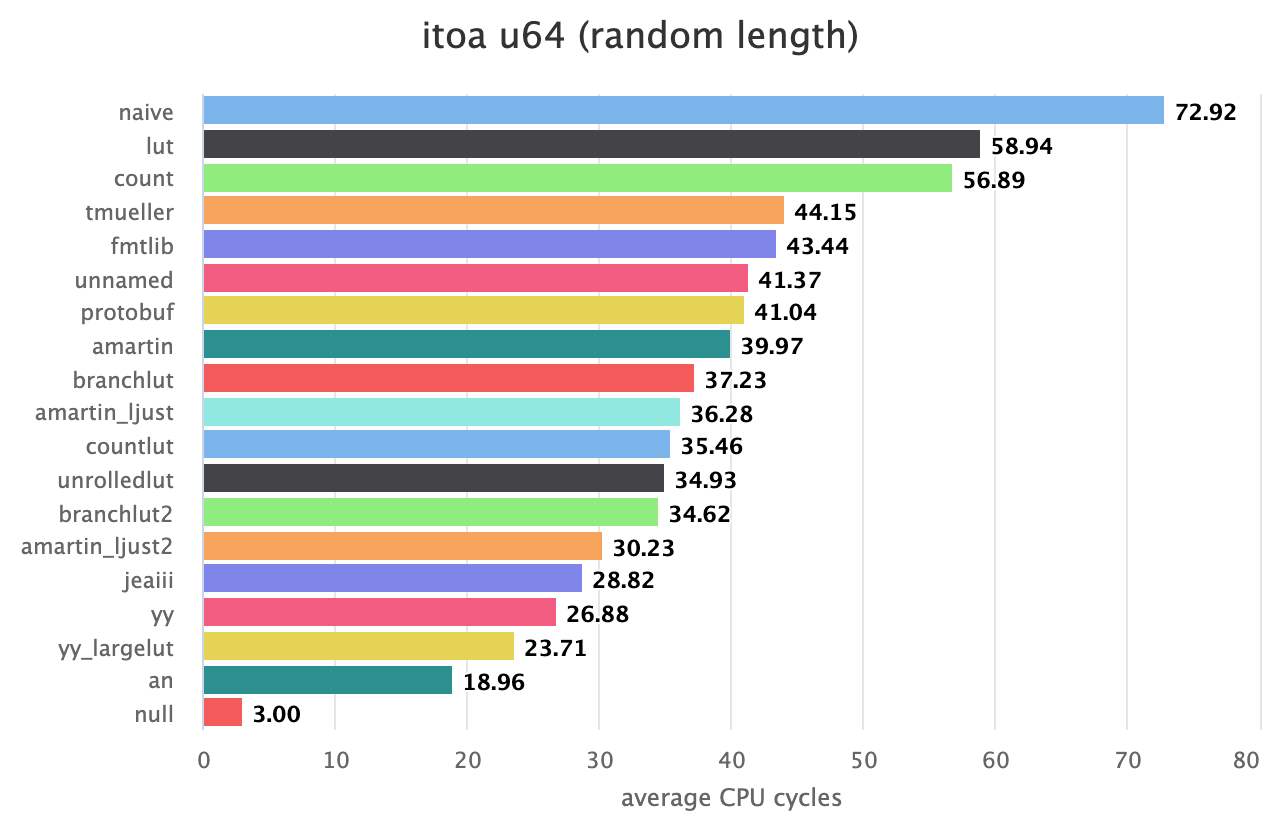 itoa u64 (random length)
naive 72.92
lut 58.94
count 56.89
tmueller 44.15
fmtlib 43.44
unnamed 41.37
protobuf 41.04
amartin 39.97
branchlut 37.23
amartin_ljust 36.28
countlut 35.46
unrolledlut 34.93
branchlut2 34.62
amartin_ljust2 30.23
jeaiii 28.82
yy 26.88
yy_largelut 23.71
an 18.96
null 3.00
0 10 20 30 40 50 60 70 80
average CPU cycles